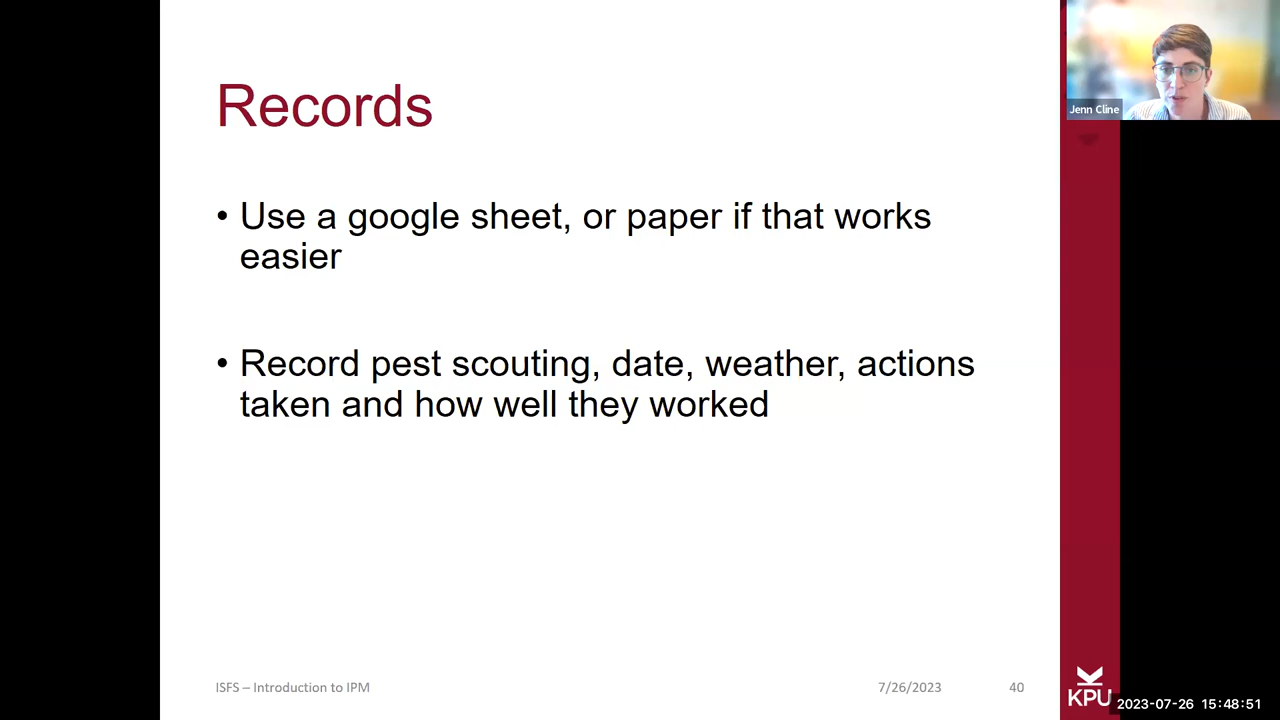 Records
Jenn Cline
• Use a google sheet, or paper if that works
easier
• Record pest scouting, date, weather, actions
taken and how well they worked
ISFS – Introduction to IPM
7/26/2023
40
KPU
2023-07-26 15:48:51